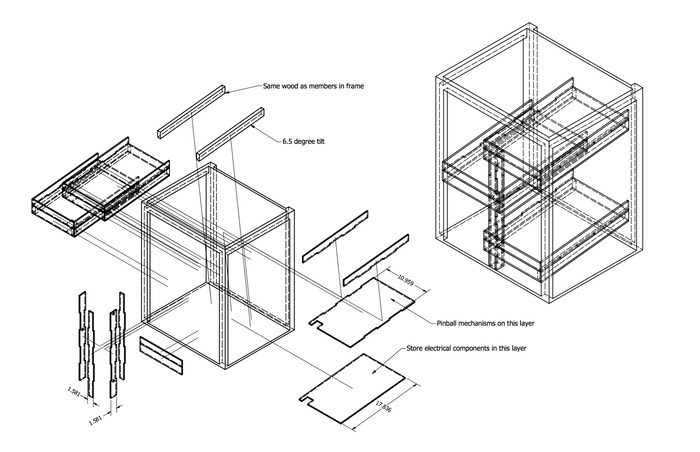 Same wood as members in frame
6.5 degree tilt
10.959
Pinball mechanisms on this layer
Store electrical components in this layer
17.836
1.581
1.581